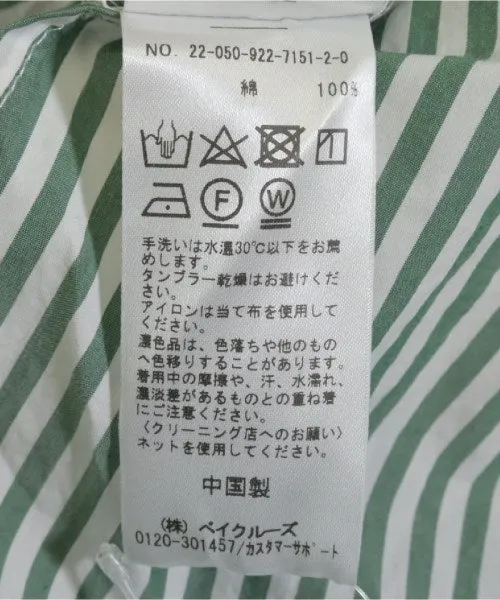 NO. 22-050-922-7151-2-0
綿 100%
F W
手洗いは水温30℃以下をお薦
めします。
タンブラー乾燥はお避けくだ
さい。
アイロンは当て布を使用して
ください。
濃色品は、色落ちや他のもの
へ色移りすることがあります。
着用中の摩擦や、汗、水濡れ、
濃淡差があるものとの重ね着
にご注意ください。
〈クリーニング店へのお願い〉
ネットを使用してください。
中国製
(株) ベイクルーズ
0120-301457/カスタマーサポート